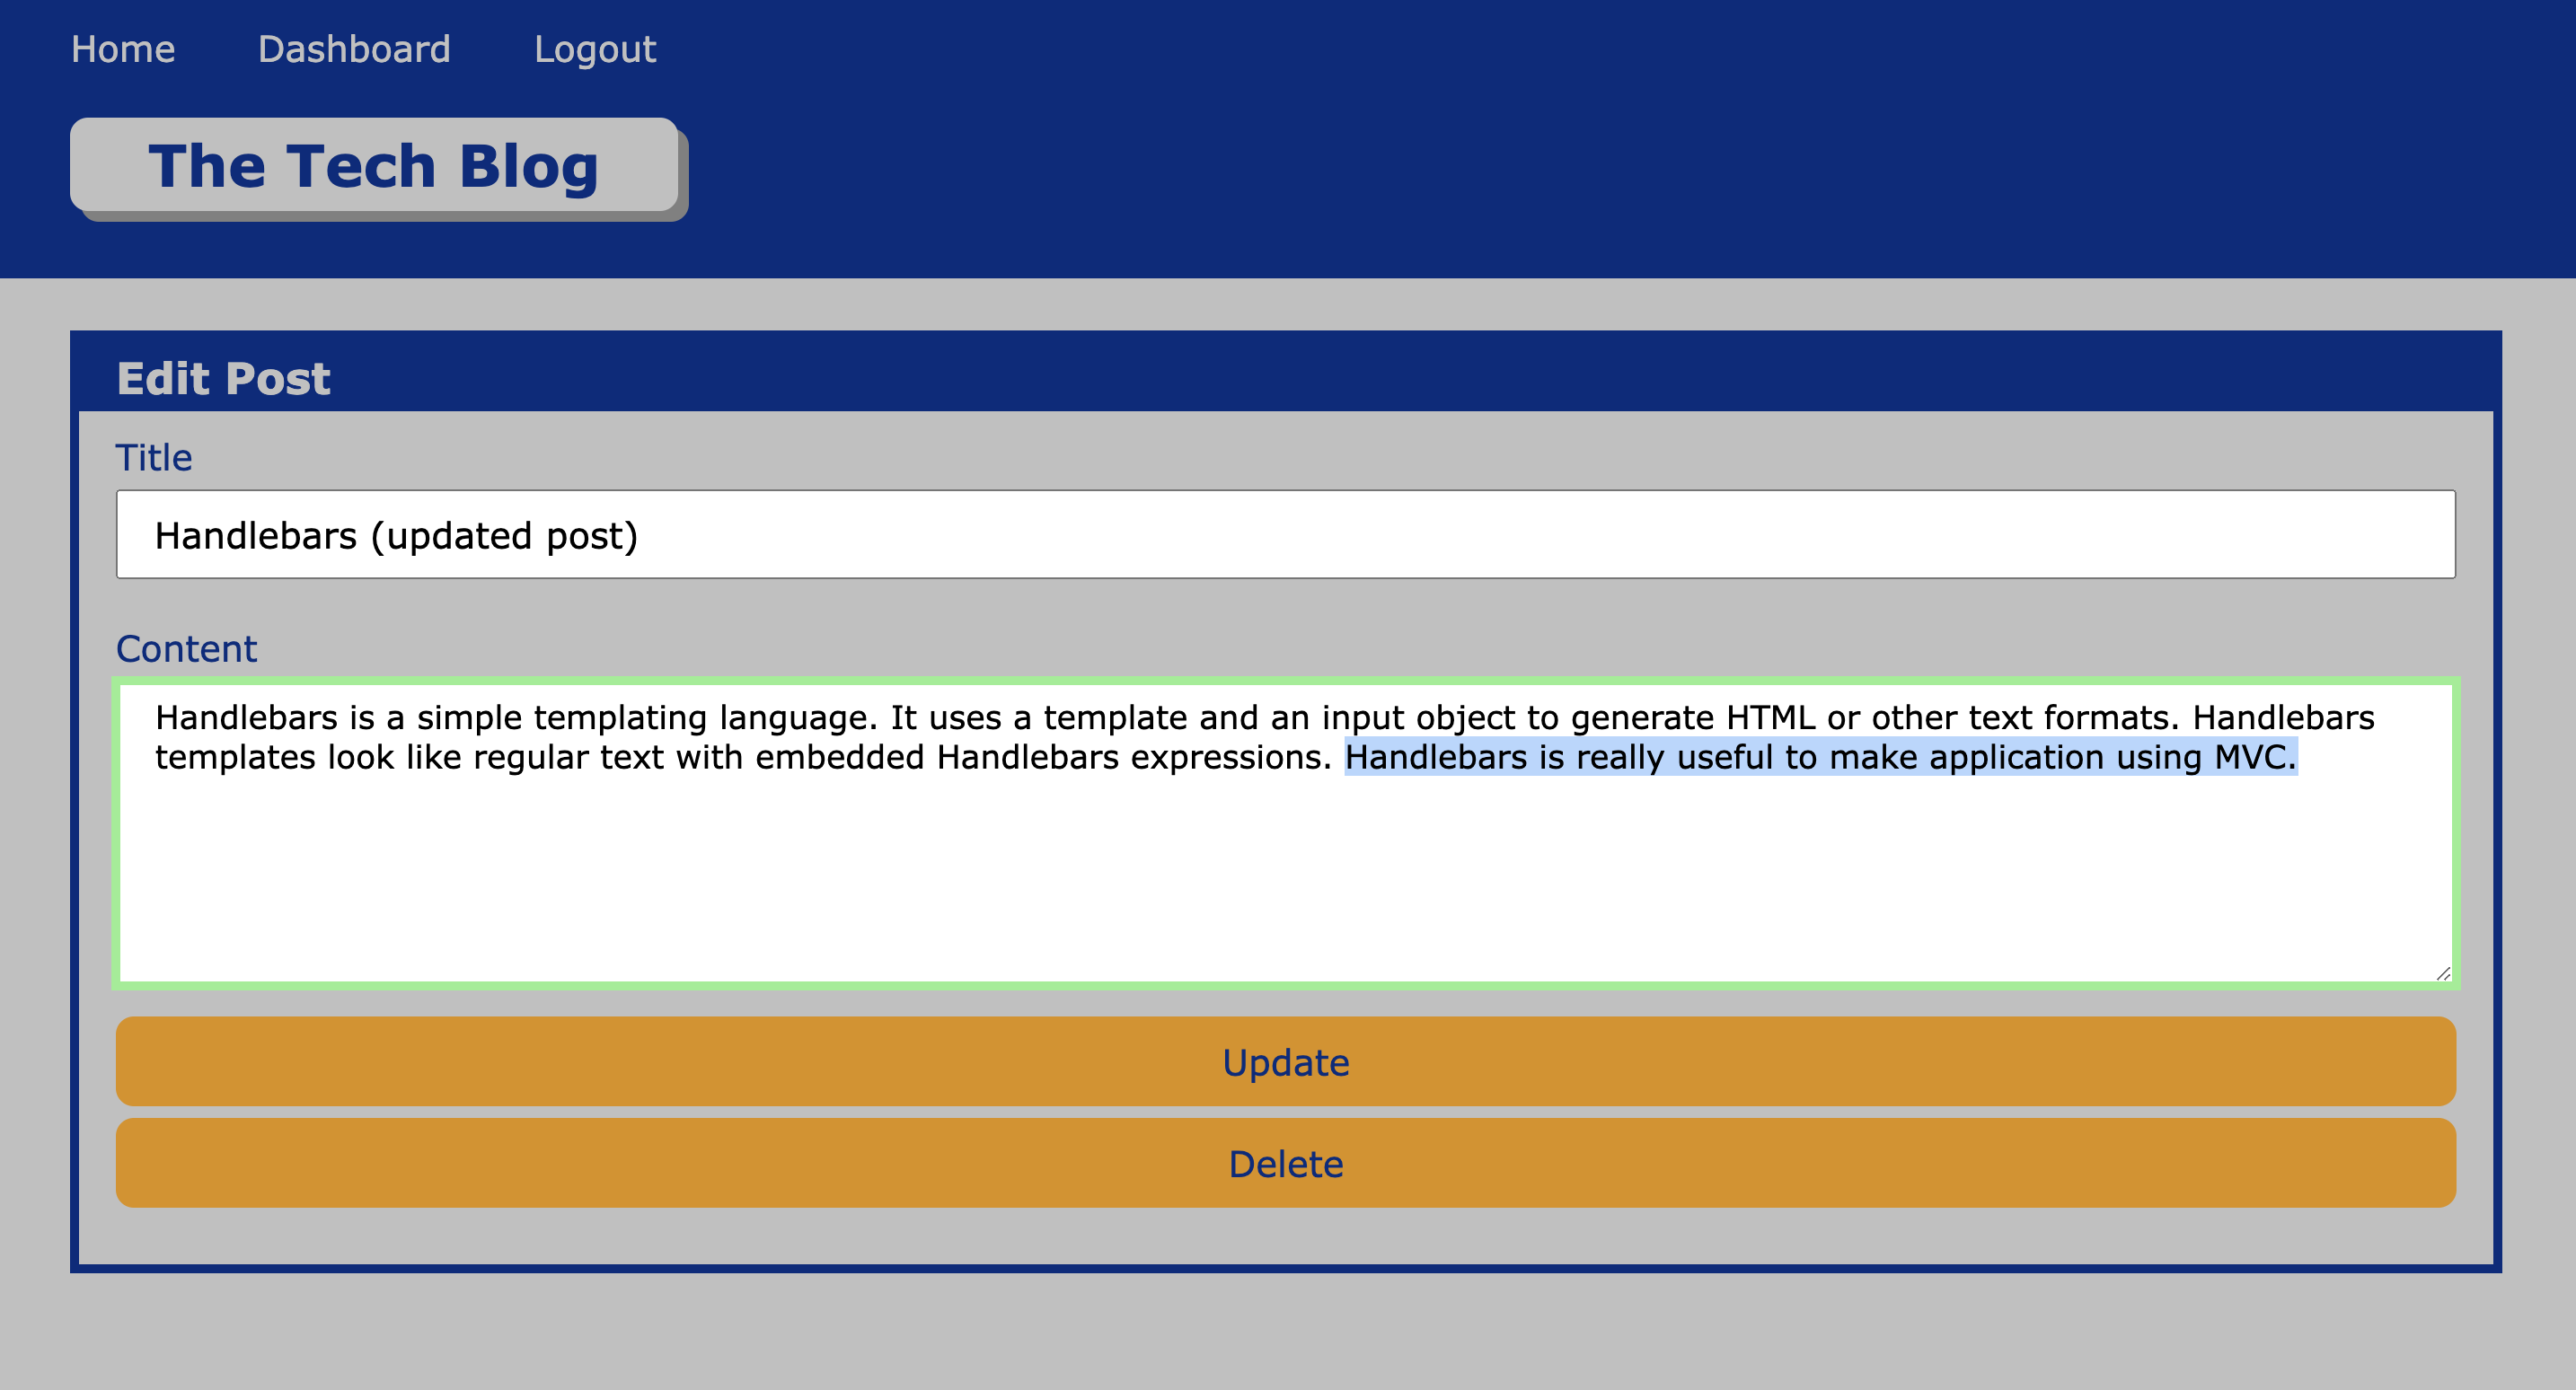 Home Dashboard Logout
The Tech Blog
Edit Post
Title
Handlebars (updated post)
Content
Handlebars is a simple templating language. It uses a template and an input object to generate HTML or other text formats. Handlebars
templates look like regular text with embedded Handlebars expressions. Handlebars is really useful to make application using MVC.
Update
Delete